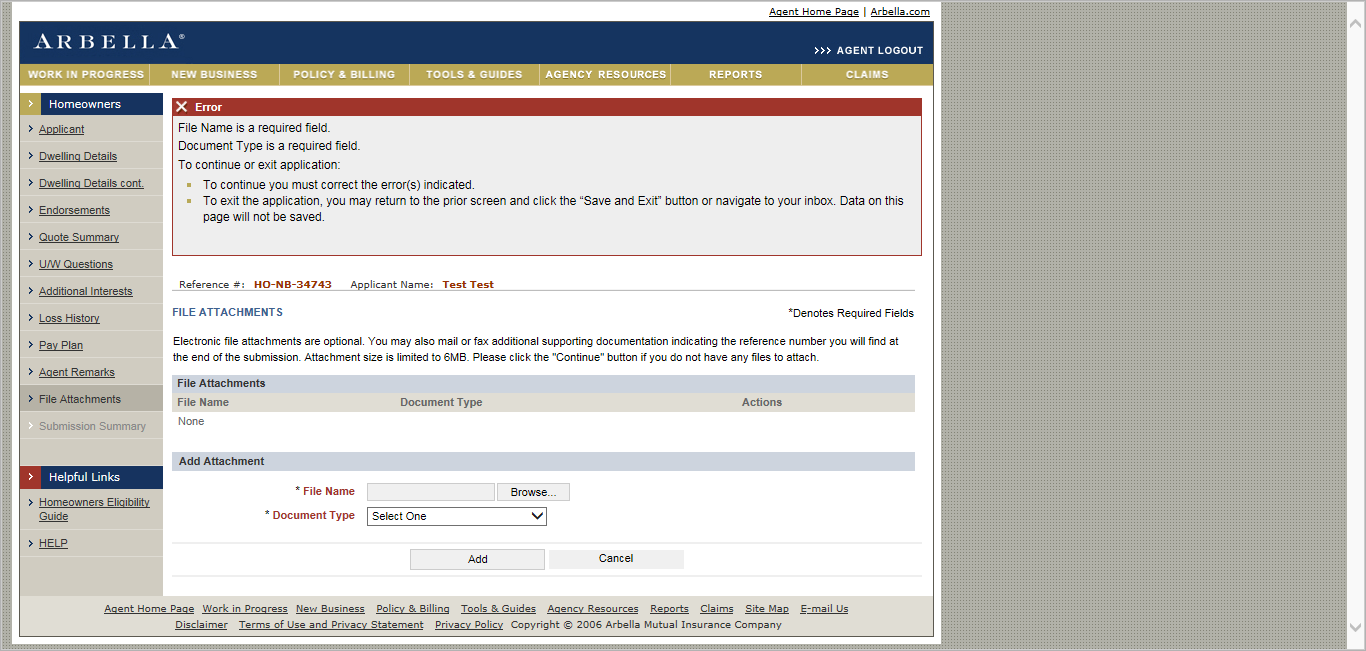 Agent Home Page | Arbella.com
ARBELLA®
>>> AGENT LOGOUT
WORK IN PROGRESS NEW BUSINESS POLICY & BILLING TOOLS & GUIDES AGENCY RESOURCES REPORTS CLAIMS
Homeowners
Applicant
Dwelling Details
Dwelling Details cont.
Endorsements
Quote Summary
U/W Questions
Additional Interests
Loss History
Pay Plan
Agent Remarks
File Attachments
Submission Summary
Helpful Links
Homeowners Eligibility
Guide
HELP
Error
File Name is a required field.
Document Type is a required field.
To continue or exit application:
To continue you must correct the error(s) indicated.
To exit the application, you may return to the prior screen and click the “Save and Exit” button or navigate to your inbox. Data on this
page will not be saved.
Reference #: HO-NB-34743 Applicant Name: Test Test
FILE ATTACHMENTS
*Denotes Required Fields
Electronic file attachments are optional. You may also mail or fax additional supporting documentation indicating the reference number you will find at
the end of the submission. Attachment size is limited to 6MB. Please click the "Continue" button if you do not have any files to attach.
File Attachments
File Name Document Type Actions
None
Add Attachment
* File Name Browse...
* Document Type Select One
Add Cancel
Agent Home Page Work in Progress New Business Policy & Billing Tools & Guides Agency Resources Reports Claims Site Map E-mail Us
Disclaimer Terms of Use and Privacy Statement Privacy Policy Copyright © 2006 Arbella Mutual Insurance Company